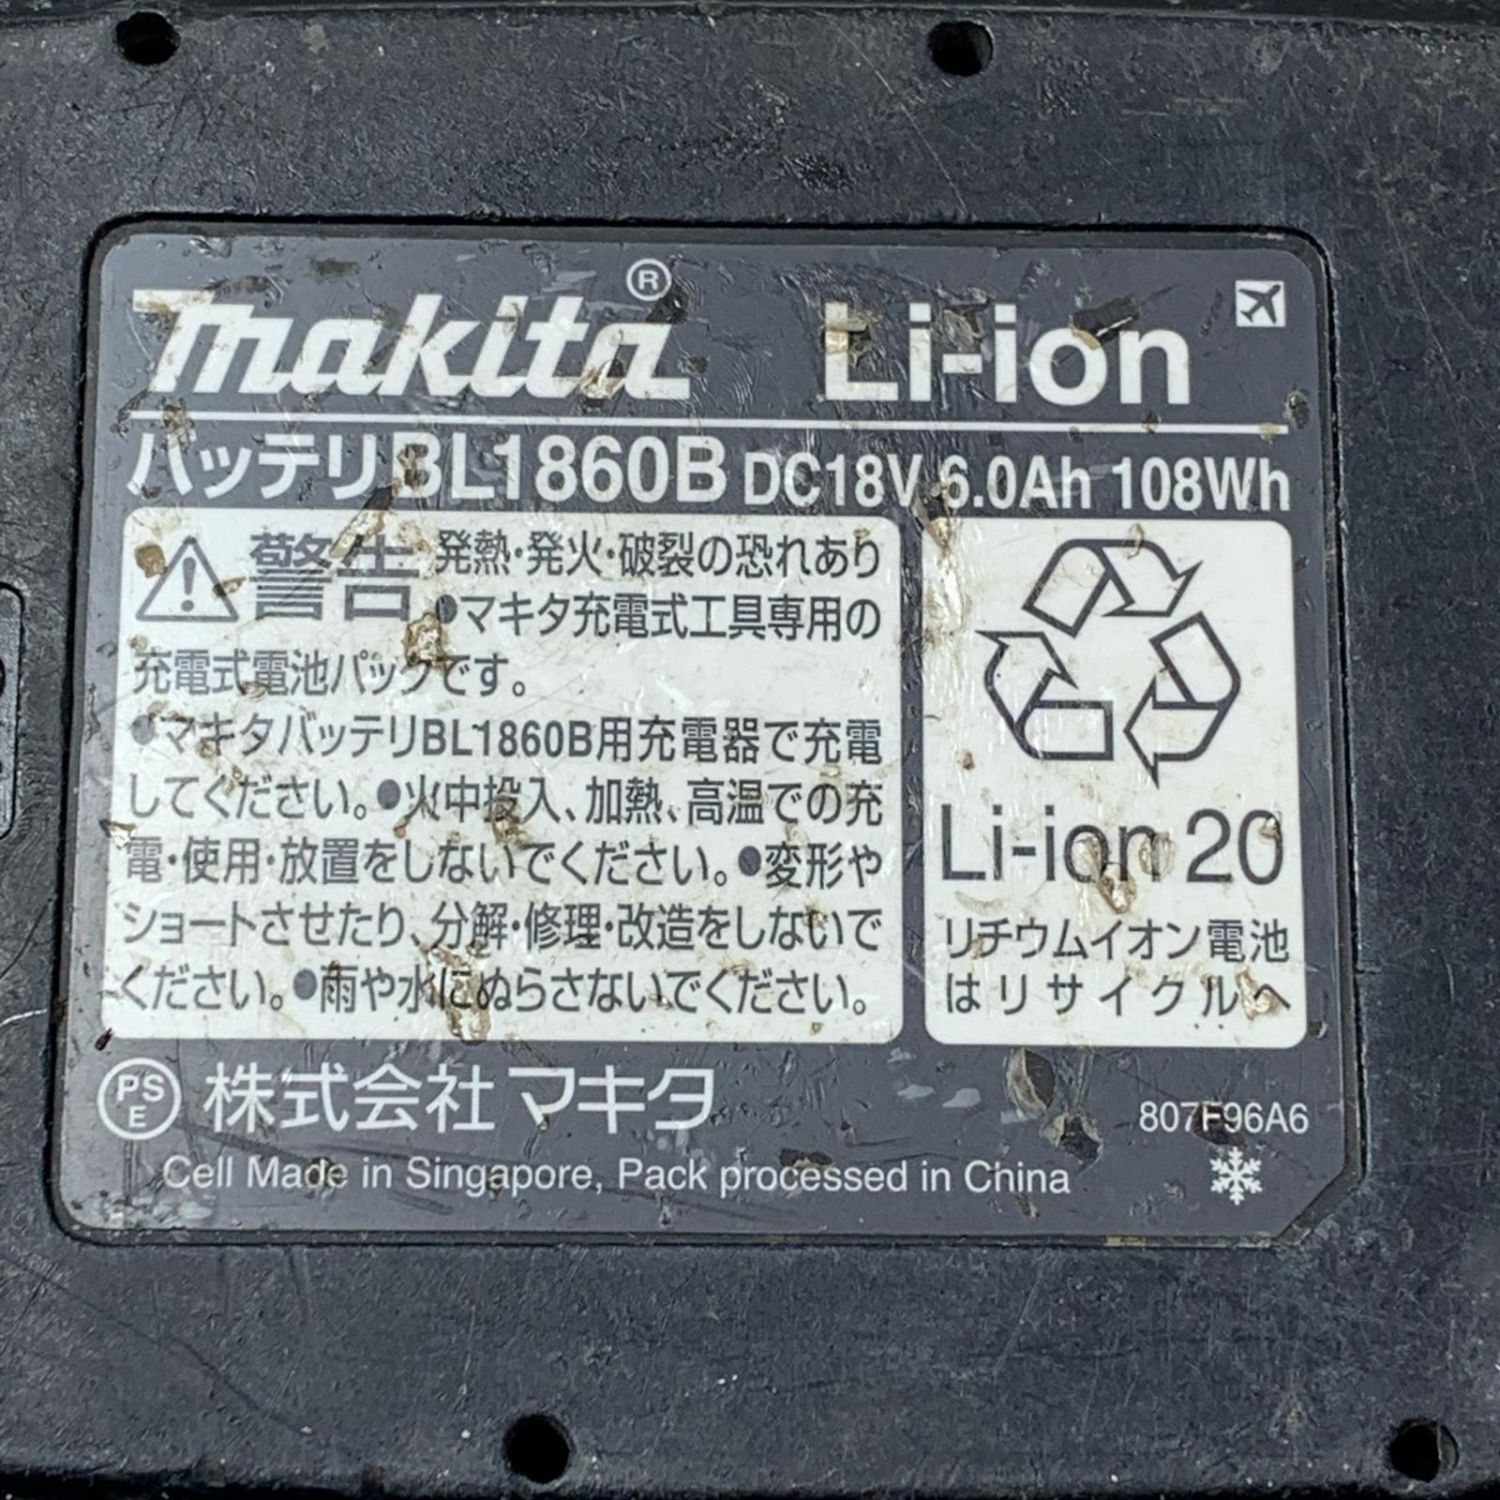 makita® Li-ion
バッテリBL1860B DC18V 6.0Ah 108Wh
警告 発熱・発火・破裂の恐れあり
●マキタ充電式工具専用の
充電式電池パックです。
●マキタバッテリBL1860B用充電器で充電
してください。●火中投入、加熱、高温での充
電・使用・放置をしないでください。●変形や
ショートさせたり、分解・修理・改造をしないで
ください。●雨や水にぬらさないでください。
Li-ion 20
リチウムイオン電池
はリサイクルへ
PS
E
株式会社マキタ
807F96A6
Cell Made in Singapore, Pack processed in China